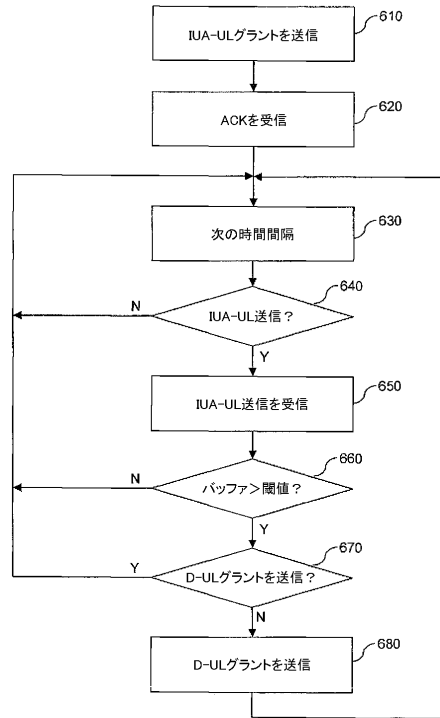 IUA-ULグラントを送信
610
ACKを受信
620
次の時間間隔
630
IUA-UL送信？
640
N
Y
IUA-UL送信を受信
650
バッファ＞閾値？
660
N
Y
D-ULグラントを送信？
670
Y
N
D-ULグラントを送信
680